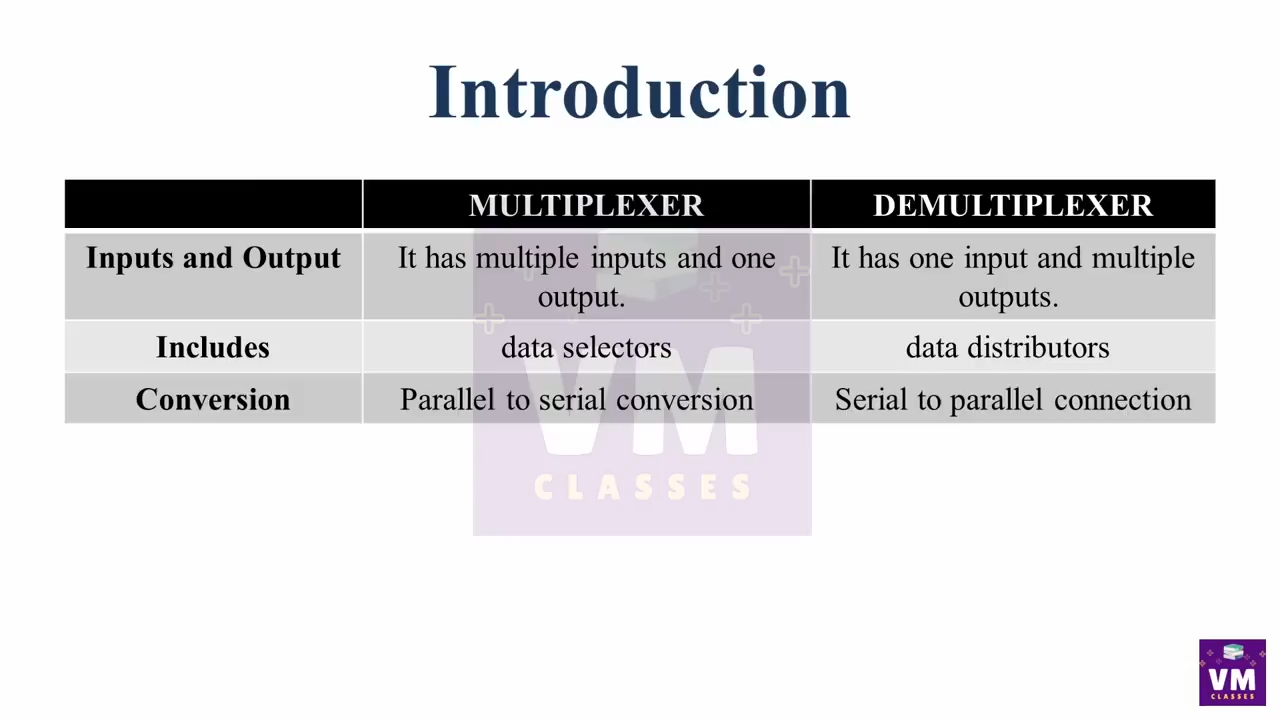 Introduction
MULTIPLEXER DEMULTIPLEXER
Inputs and Output It has multiple inputs and one output. It has one input and multiple outputs.
Includes data selectors data distributors
Conversion Parallel to serial conversion Serial to parallel connection
VM
CLASSES
VM
CLASSES